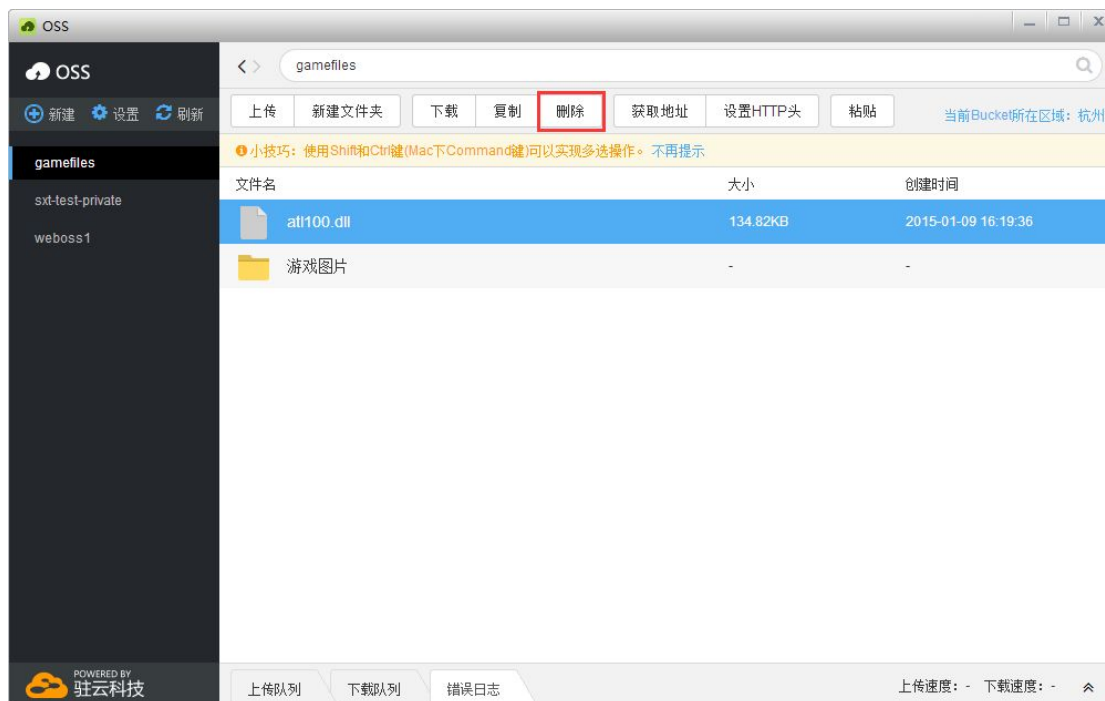 OSS
OSS
gamefiles
新建 设置 刷新
上传 新建文件夹 下载 复制 删除 获取地址 设置HTTP头 粘贴 当前Bucket所在区域：杭州
小技巧：使用Shift和Ctrl键(Mac下Command键)可以实现多选操作。不再提示
gamefiles
sxt-test-private
weboss1
文件名 大小 创建时间
atl100.dll 134.82KB 2015-01-09 16:19:36
游戏图片 - -
POWERED BY
驻云科技
上传队列 下载队列 错误日志 上传速度：- 下载速度：-